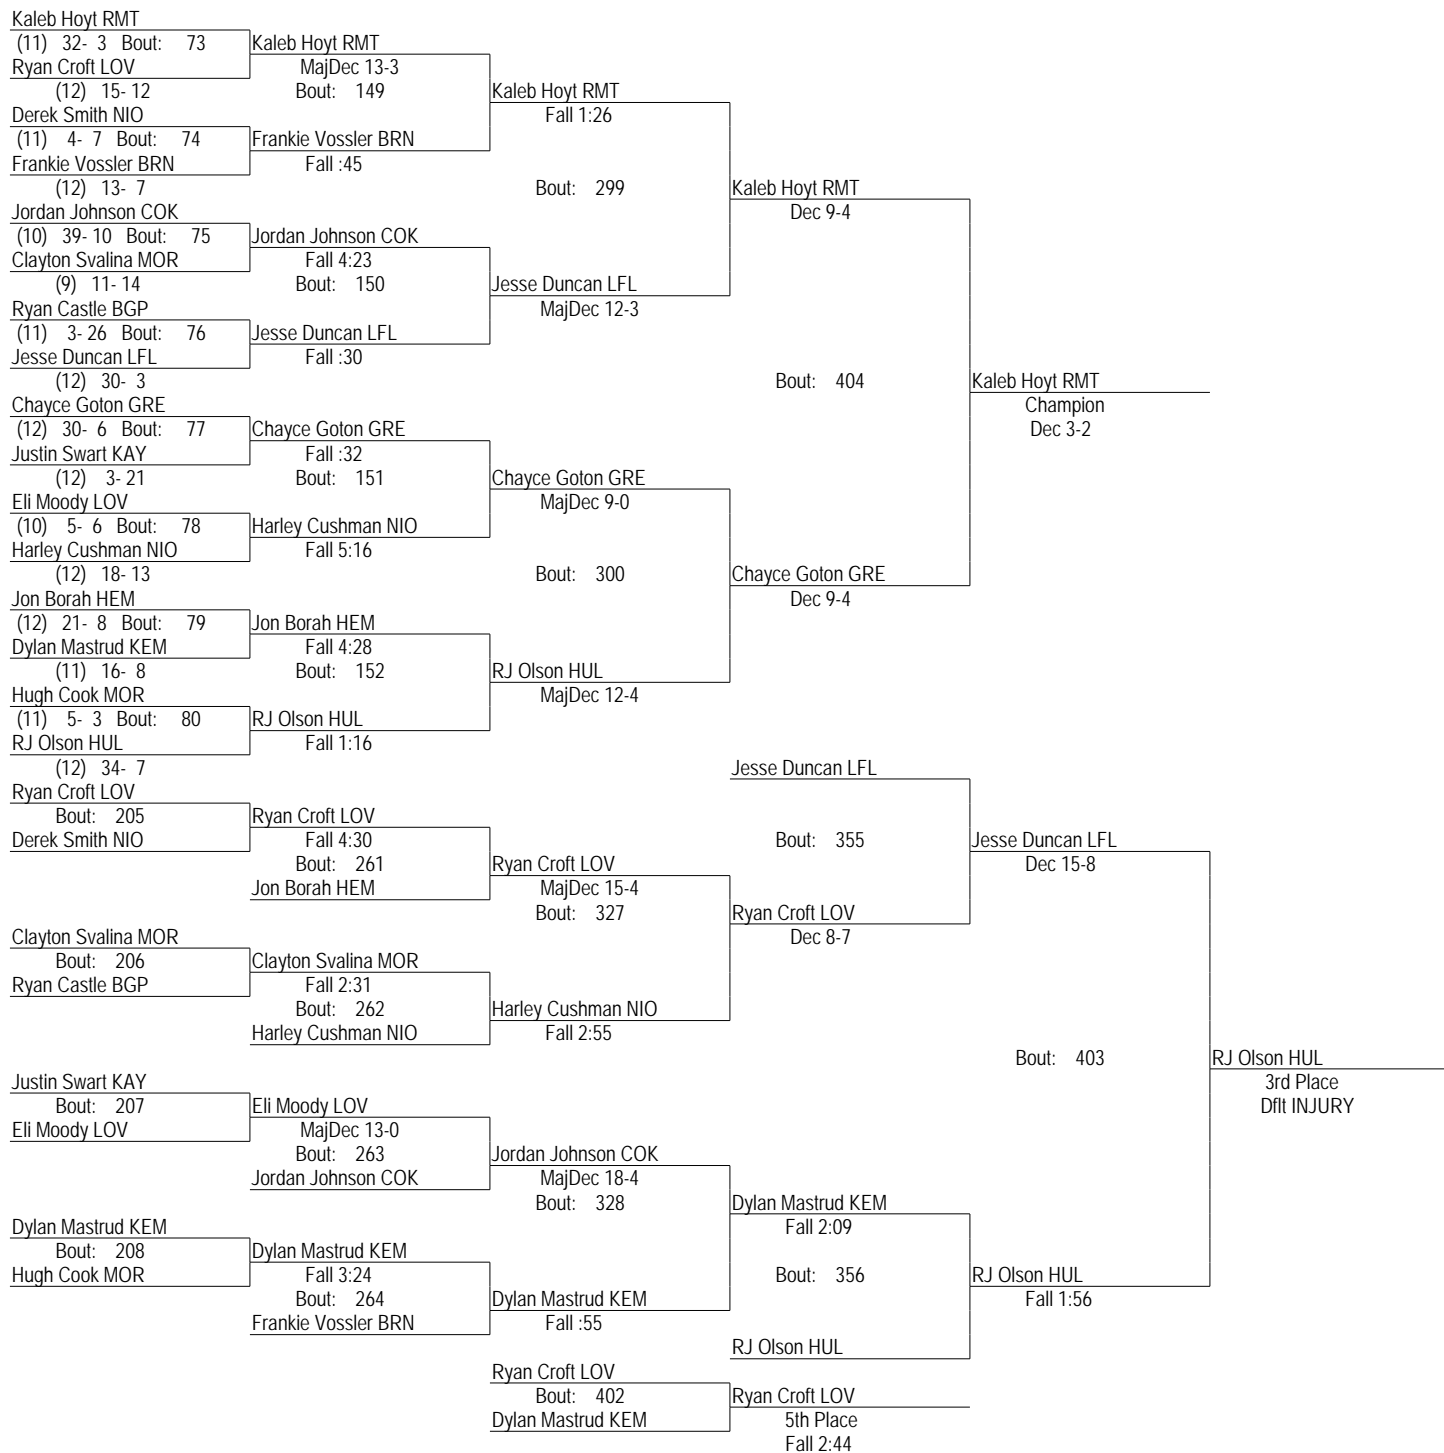 Kaleb Hoyt RMT
(11) 32- 3 Bout: 73 Kaleb Hoyt RMT
Ryan Croft LOV MajDec 13-3
(12) 15- 12 Bout: 149 Kaleb Hoyt RMT
Derek Smith NIO Fall 1:26
(11) 4- 7 Bout: 74 Frankie Vossler BRN
Frankie Vossler BRN Fall :45
(12) 13- 7 Bout: 299 Kaleb Hoyt RMT
Jordan Johnson COK Dec 9-4
(10) 39- 10 Bout: 75 Jordan Johnson COK
Clayton Svalina MOR Fall 4:23
(9) 11- 14 Bout: 150 Jesse Duncan LFL
Ryan Castle BGP MajDec 12-3
(11) 3- 26 Bout: 76 Jesse Duncan LFL
Jesse Duncan LFL Fall :30
(12) 30- 3 Bout: 404 Kaleb Hoyt RMT
Chayce Goton GRE Champion
(12) 30- 6 Bout: 77 Chayce Goton GRE Dec 3-2
Justin Swart KAY Fall :32
(12) 3- 21 Bout: 151 Chayce Goton GRE
Eli Moody LOV MajDec 9-0
(10) 5- 6 Bout: 78 Harley Cushman NIO
Harley Cushman NIO Fall 5:16
(12) 18- 13 Bout: 300 Chayce Goton GRE
Jon Borah HEM Dec 9-4
(12) 21- 8 Bout: 79 Jon Borah HEM
Dylan Mastrud KEM Fall 4:28
(11) 16- 8 Bout: 152 RJ Olson HUL
Hugh Cook MOR MajDec 12-4
(11) 5- 3 Bout: 80 RJ Olson HUL
RJ Olson HUL Fall 1:16
(12) 34- 7 Jesse Duncan LFL
Ryan Croft LOV
Bout: 205 Ryan Croft LOV
Derek Smith NIO Fall 4:30 Bout: 355 Jesse Duncan LFL
Bout: 261 Ryan Croft LOV Dec 15-8
Jon Borah HEM MajDec 15-4
Bout: 327 Ryan Croft LOV
Clayton Svalina MOR Dec 8-7
Bout: 206 Clayton Svalina MOR
Ryan Castle BGP Fall 2:31
Bout: 262 Harley Cushman NIO
Harley Cushman NIO Fall 2:55
Bout: 403 RJ Olson HUL
Justin Swart KAY 3rd Place
Bout: 207 Eli Moody LOV Dflt INJURY
Eli Moody LOV MajDec 13-0
Bout: 263 Jordan Johnson COK
Jordan Johnson COK MajDec 18-4
Bout: 328 Dylan Mastrud KEM
Dylan Mastrud KEM Fall 2:09
Bout: 208 Dylan Mastrud KEM
Hugh Cook MOR Fall 3:24 Bout: 356 RJ Olson HUL
Bout: 264 Dylan Mastrud KEM Fall 1:56
Frankie Vossler BRN Fall :55
RJ Olson HUL
Ryan Croft LOV
Bout: 402 Ryan Croft LOV
Dylan Mastrud KEM 5th Place
Fall 2:44